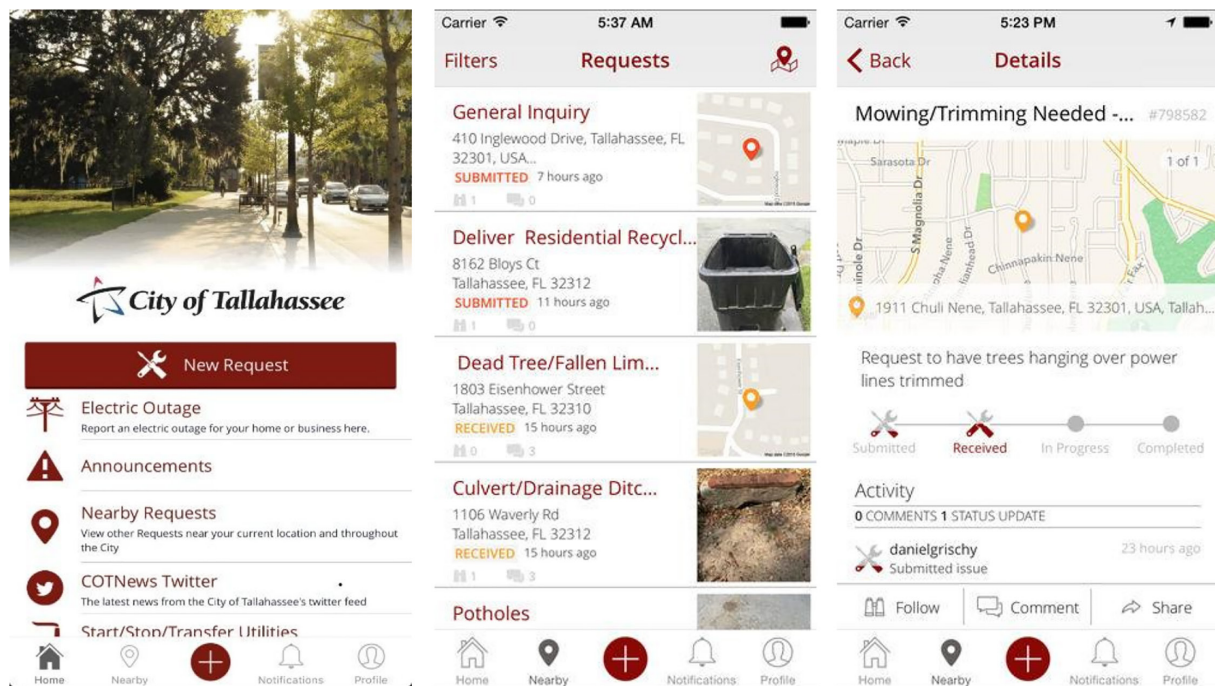 City of Tallahassee
New Request
Electric Outage
Report an electric outage for your home or business here.
Announcements
Nearby Requests
View other Requests near your current location and throughout
the City
COTNews Twitter
The latest news from the City of Tallahassee's twitter feed
Start/Stop/Transfer Utilities
Home
Nearby
Notifications
Profile
Carrier
5:37 AM
Filters
Requests
General Inquiry
410 Inglewood Drive, Tallahassee, FL
32301, USA...
SUBMITTED 7 hours ago
1 0
Deliver Residential Recycl...
8162 Bloys Ct
Tallahassee, FL 32312
SUBMITTED 11 hours ago
1 0
Dead Tree/Fallen Lim...
1803 Eisenhower Street
Tallahassee, FL 32310
RECEIVED 15 hours ago
0 3
Culvert/Drainage Ditc...
1106 Waverly Rd
Tallahassee, FL 32312
RECEIVED 15 hours ago
1 3
Potholes
Home
Nearby
Notifications
Profile
Carrier
5:23 PM
Back
Details
Mowing/Trimming Needed -... #798582
Sarasota Dr
1 of 1
S Magnolia Dr
Chinnapakin Nene
1911 Chuli Nene, Tallahassee, FL 32301, USA, Tallah...
Request to have trees hanging over power
lines trimmed
Submitted
Received
In Progress
Completed
Activity
0 COMMENTS 1 STATUS UPDATE
danielgrischy
23 hours ago
Submitted issue
Follow
Comment
Share
Home
Nearby
Notifications
Profile